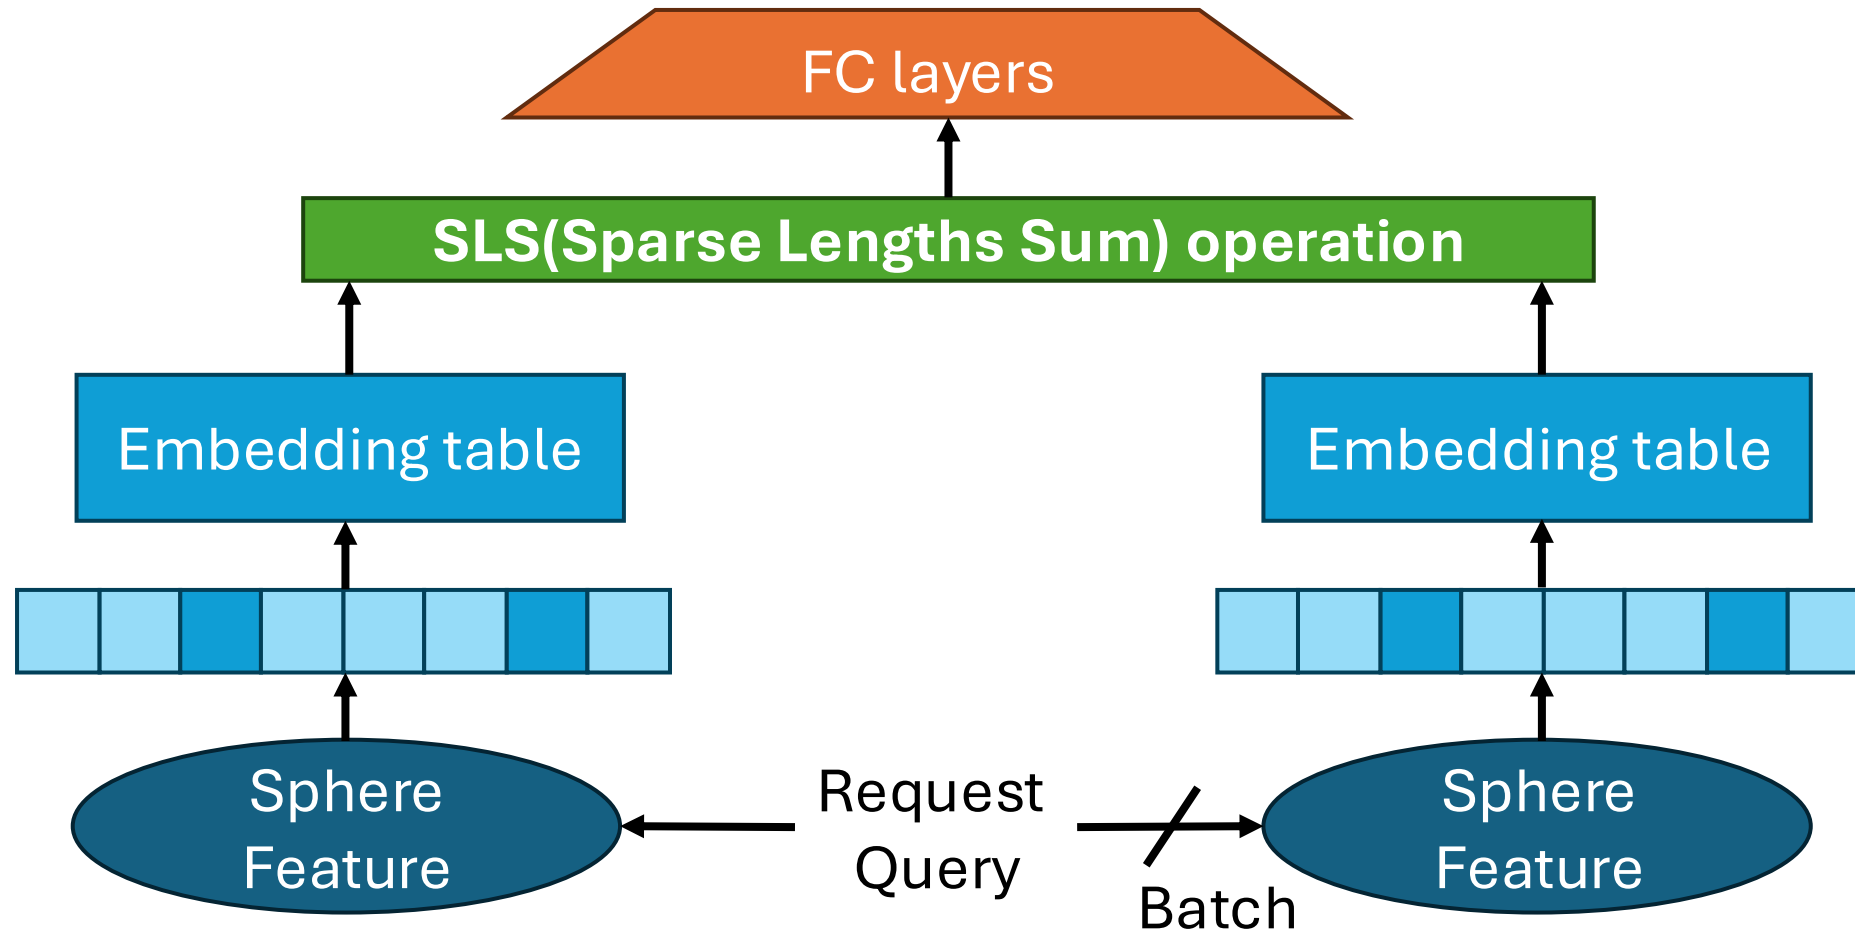 FC layers
SLS(Sparse Lengths Sum) operation
Embedding table
Embedding table
Sphere
Feature
Request
Query
Batch
Sphere
Feature